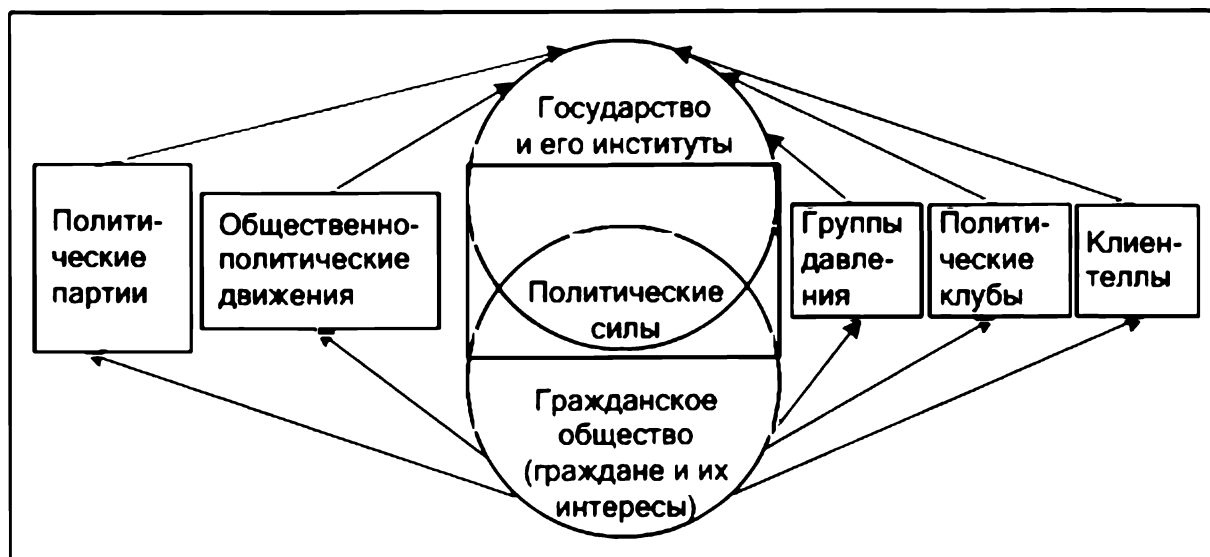 Государство
и его институты
Полити-
ческие
партии
Общественно-
политические
движения
Политические
силы
Группы
давле-
ния
Полити-
ческие
клубы
Клиен-
теллы
Гражданское
общество
(граждане и их
интересы)